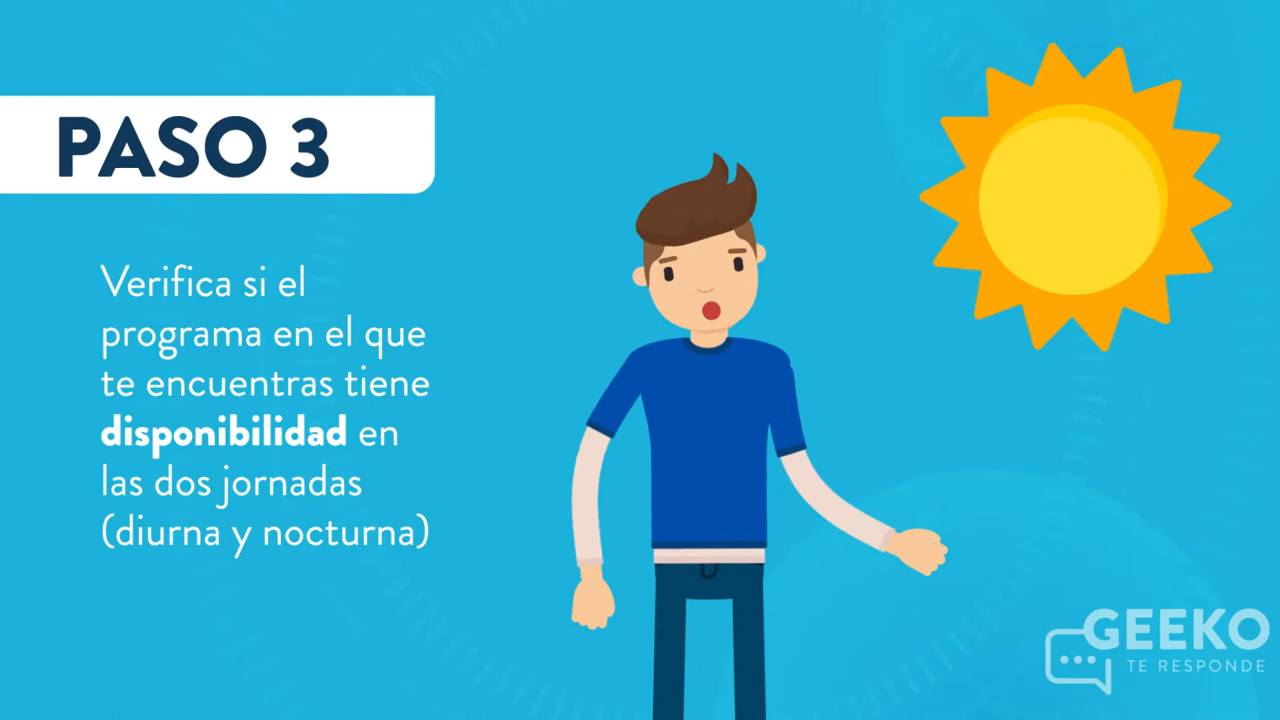 PASO 3
Verifica si el
programa en el que
te encuentras tiene
disponibilidad en
las dos jornadas
(diurna y nocturna)
GEEKO
TE RESPONDE